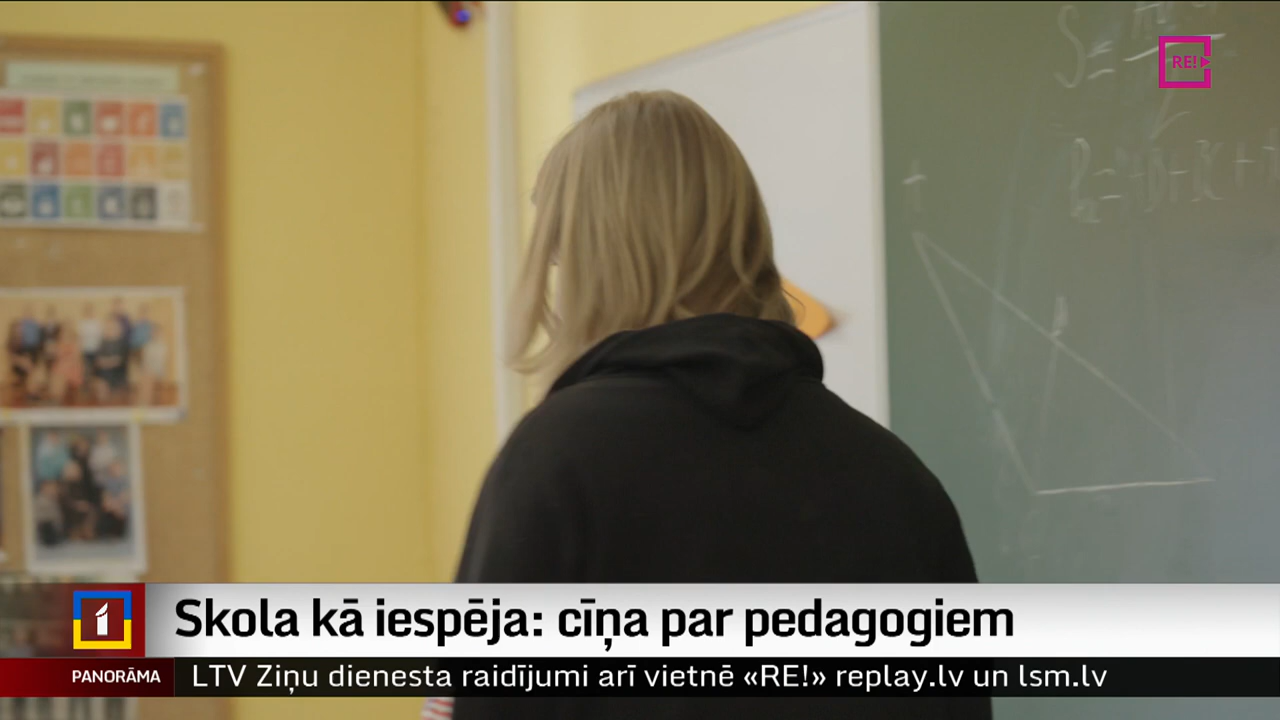 RE!
S =
Skola kā iespēja: cīņa par pedagogiem
1
PANORĀMA
LTV Ziņu dienesta raidījumi arī vietnē «RE!» replay.lv un lsm.lv